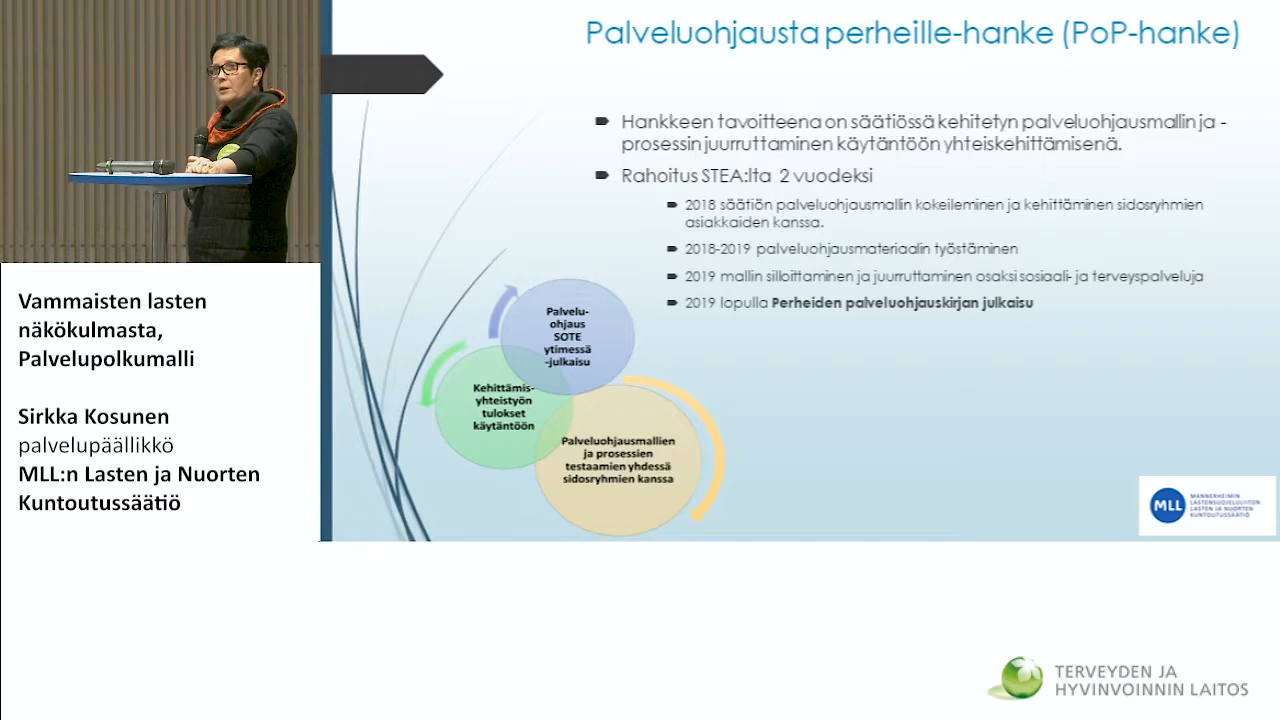 Palveluohjausta perheille-hanke (PoP-hanke)
Hankkeen tavoitteena on säätiössä kehitetyn palveluohjausmallin ja -
prosessin juurruttaminen käytäntöön yhteiskehittämisenä.
Rahoitus STEA:lta 2 vuodeksi
2018 säätiön palveluohjausmallin kokeileminen ja kehittäminen sidosryhmien
asiakkaiden kanssa.
2018-2019 palveluohjausmateriaalin työstäminen
2019 mallin silloittaminen ja juurruttaminen osaksi sosiaali- ja terveyspalveluja
2019 lopulla Perheiden palveluohjauskirjan julkaisu
Palvelu-
ohjaus
SOTE
ytimessä
-julkaisu
Kehittämis-
yhteistyön
tulokset
käytäntöön
Palveluohjausmallien
ja prosessien
testaamien yhdessä
sidosryhmien kanssa
Vammaisten lasten
näkökulmasta,
Palvelupolkumalli
Sirkka Kosunen
palvelupäällikkö
MLL:n Lasten ja Nuorten
Kuntoutussäätiö
MLL
MANNERHEIMIN
LASTENSUOJELULIITON
LASTEN JA NUORTEN
KUNTOUTUSSÄÄTIÖ
TERVEYDEN JA
HYVINVOINNIN LAITOS